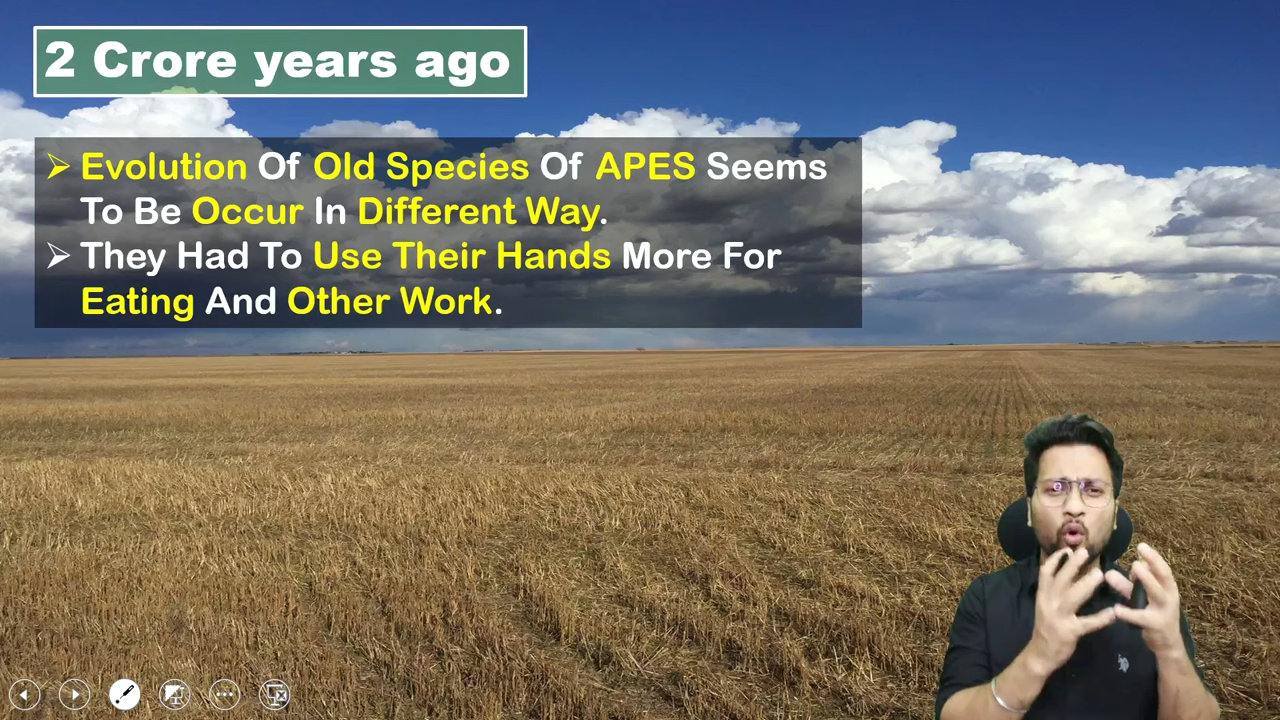 2 Crore years ago
Evolution Of Old Species Of APES Seems
To Be Occur In Different Way.
They Had To Use Their Hands More For
Eating And Other Work.